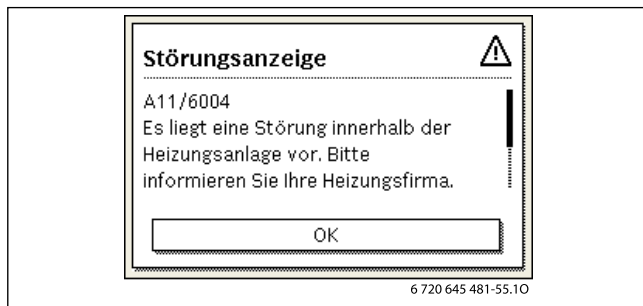 Störungsanzeige
A11/6004
Es liegt eine Störung innerhalb der
Heizungsanlage vor. Bitte
informieren Sie Ihre Heizungsfirma.
OK
6 720 645 481-55.1O